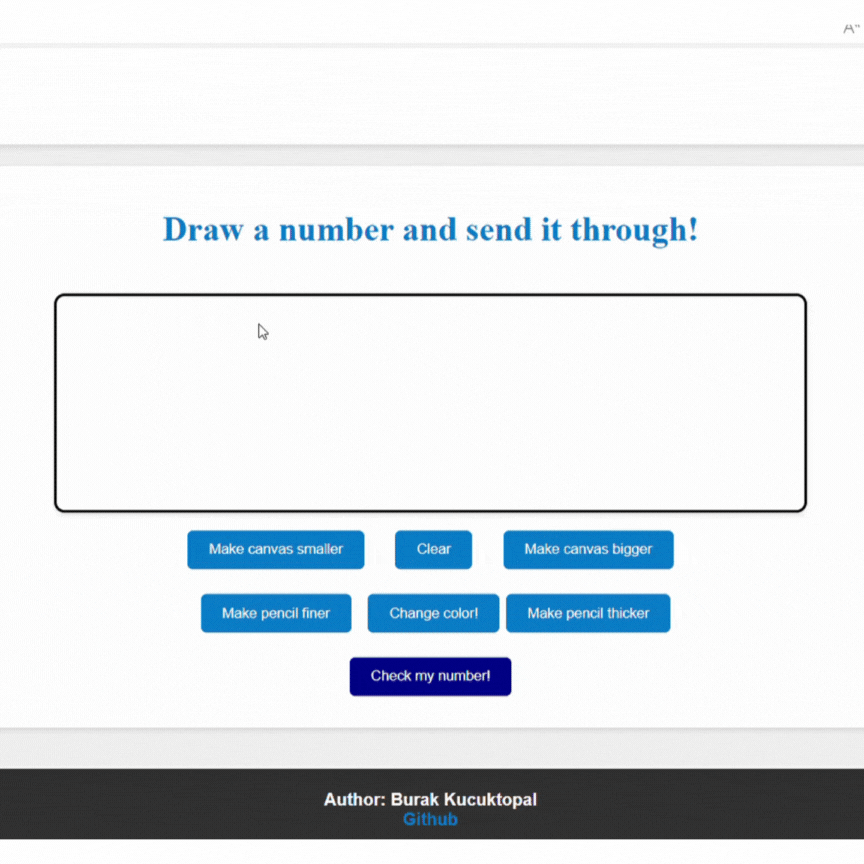 Draw a number and send it through!
Make canvas smaller
Clear
Make canvas bigger
Make pencil finer
Change color!
Make pencil thicker
Check my number!
Author: Burak Kucuktopal
Github